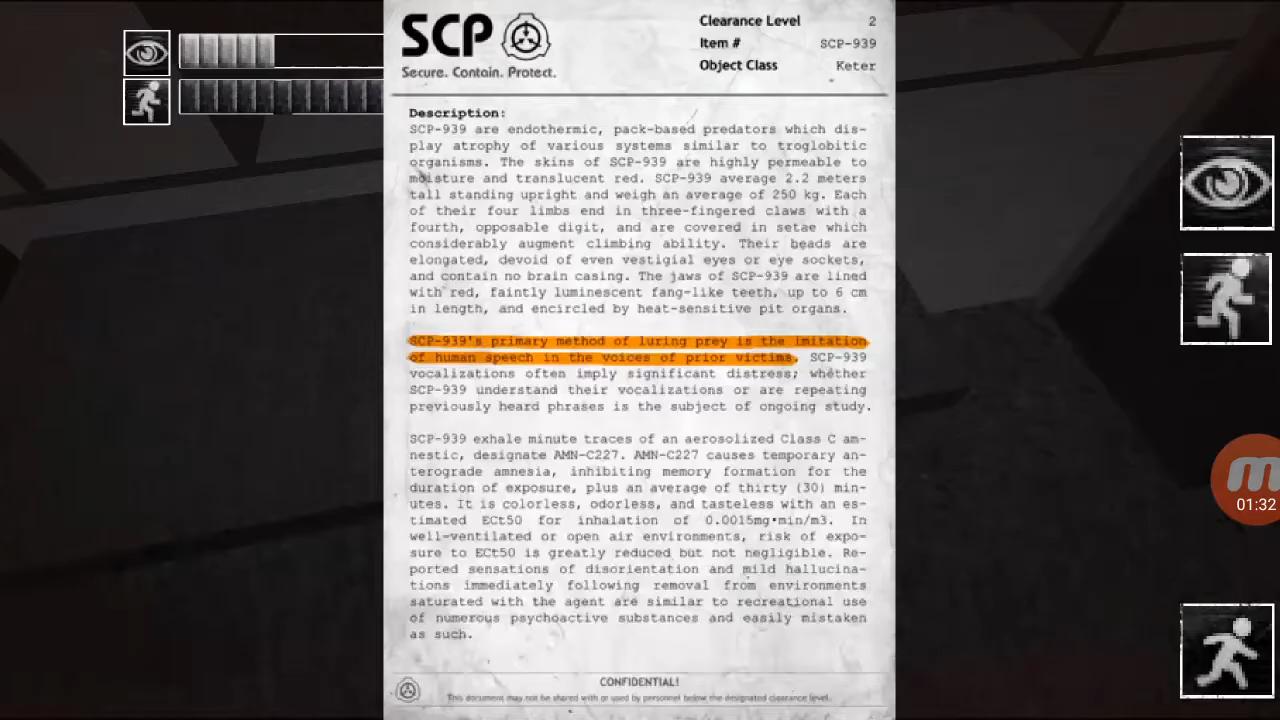 SCP
Secure. Contain. Protect.
Clearance Level 2
Item # SCP-939
Object Class Keter
Description:
SCP-939 are endothermic, pack-based predators which dis-
play atrophy of various systems similar to troglobitic
organisms. The skins of SCP-939 are highly permeable to
moisture and translucent red. SCP-939 average 2.2 meters
tall standing upright and weigh an average of 250 kg. Each
of their four limbs end in three-fingered claws with a
fourth, opposable digit, and are covered in setae which
considerably augment climbing ability. Their heads are
elongated, devoid of even vestigial eyes or eye sockets,
and contain no brain casing. The jaws of SCP-939 are lined
with red, faintly luminescent fang-like teeth, up to 6 cm
in length, and encircled by heat-sensitive pit organs.
SCP-939's primary method of luring prey is the imitation
of human speech in the voices of prior victims. SCP-939
vocalizations often imply significant distress; whether
SCP-939 understand their vocalizations or are repeating
previously heard phrases is the subject of ongoing study.
SCP-939 exhale minute traces of an aerosolized Class C am-
nestic, designate AMN-C227. AMN-C227 causes temporary an-
terograde amnesia, inhibiting memory formation for the
duration of exposure, plus an average of thirty (30) min-
utes. It is colorless, odorless, and tasteless with an es-
timated ECt50 for inhalation of 0.0015mg·min/m3. In
well-ventilated or open air environments, risk of expo-
sure to ECt50 is greatly reduced but not negligible. Re-
ported sensations of disorientation and mild hallucina-
tions immediately following removal from environments
saturated with the agent are similar to recreational use
of numerous psychoactive substances and easily mistaken
as such.
CONFIDENTIAL!
This document may not be shared with or used by personnel below the designated clearance level.
01:32